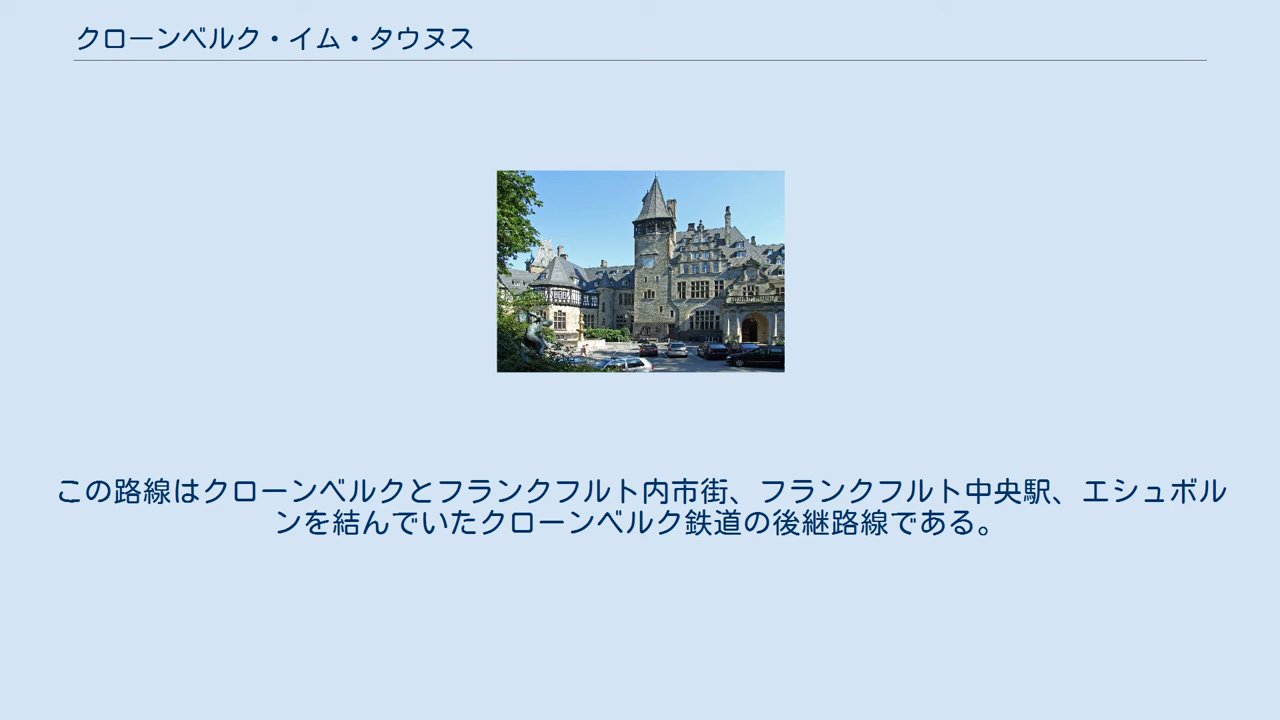 クローンベルク・イム・タウヌス
この路線はクローンベルクとフランクフルト内市街、フランクフルト中央駅、エシュボル
ンを結んでいたクローンベルク鉄道の後継路線である。